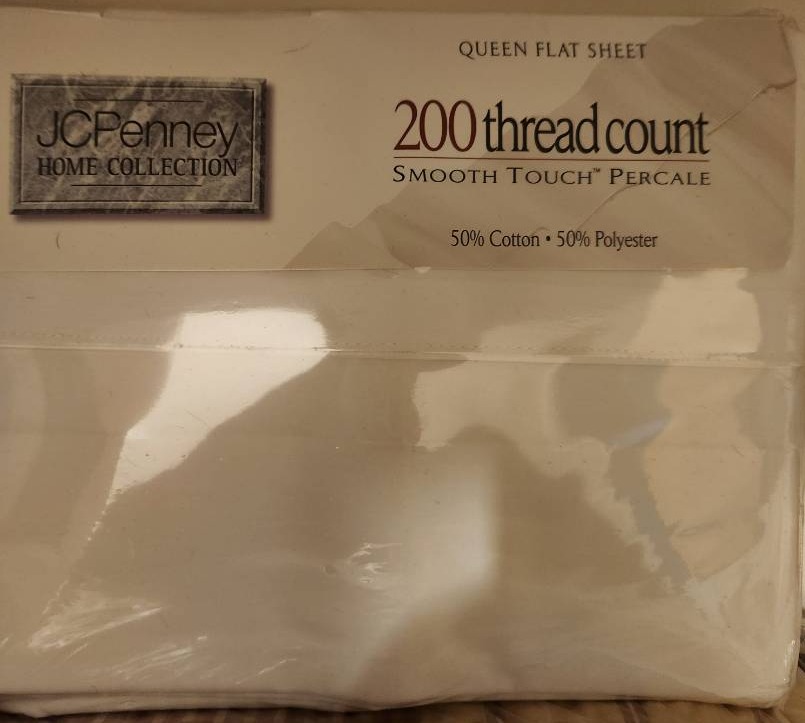 QUEEN FLAT SHEET
JCPenney
HOME COLLECTION
200 thread count
SMOOTH TOUCH™ PERCALE
50% Cotton • 50% Polyester